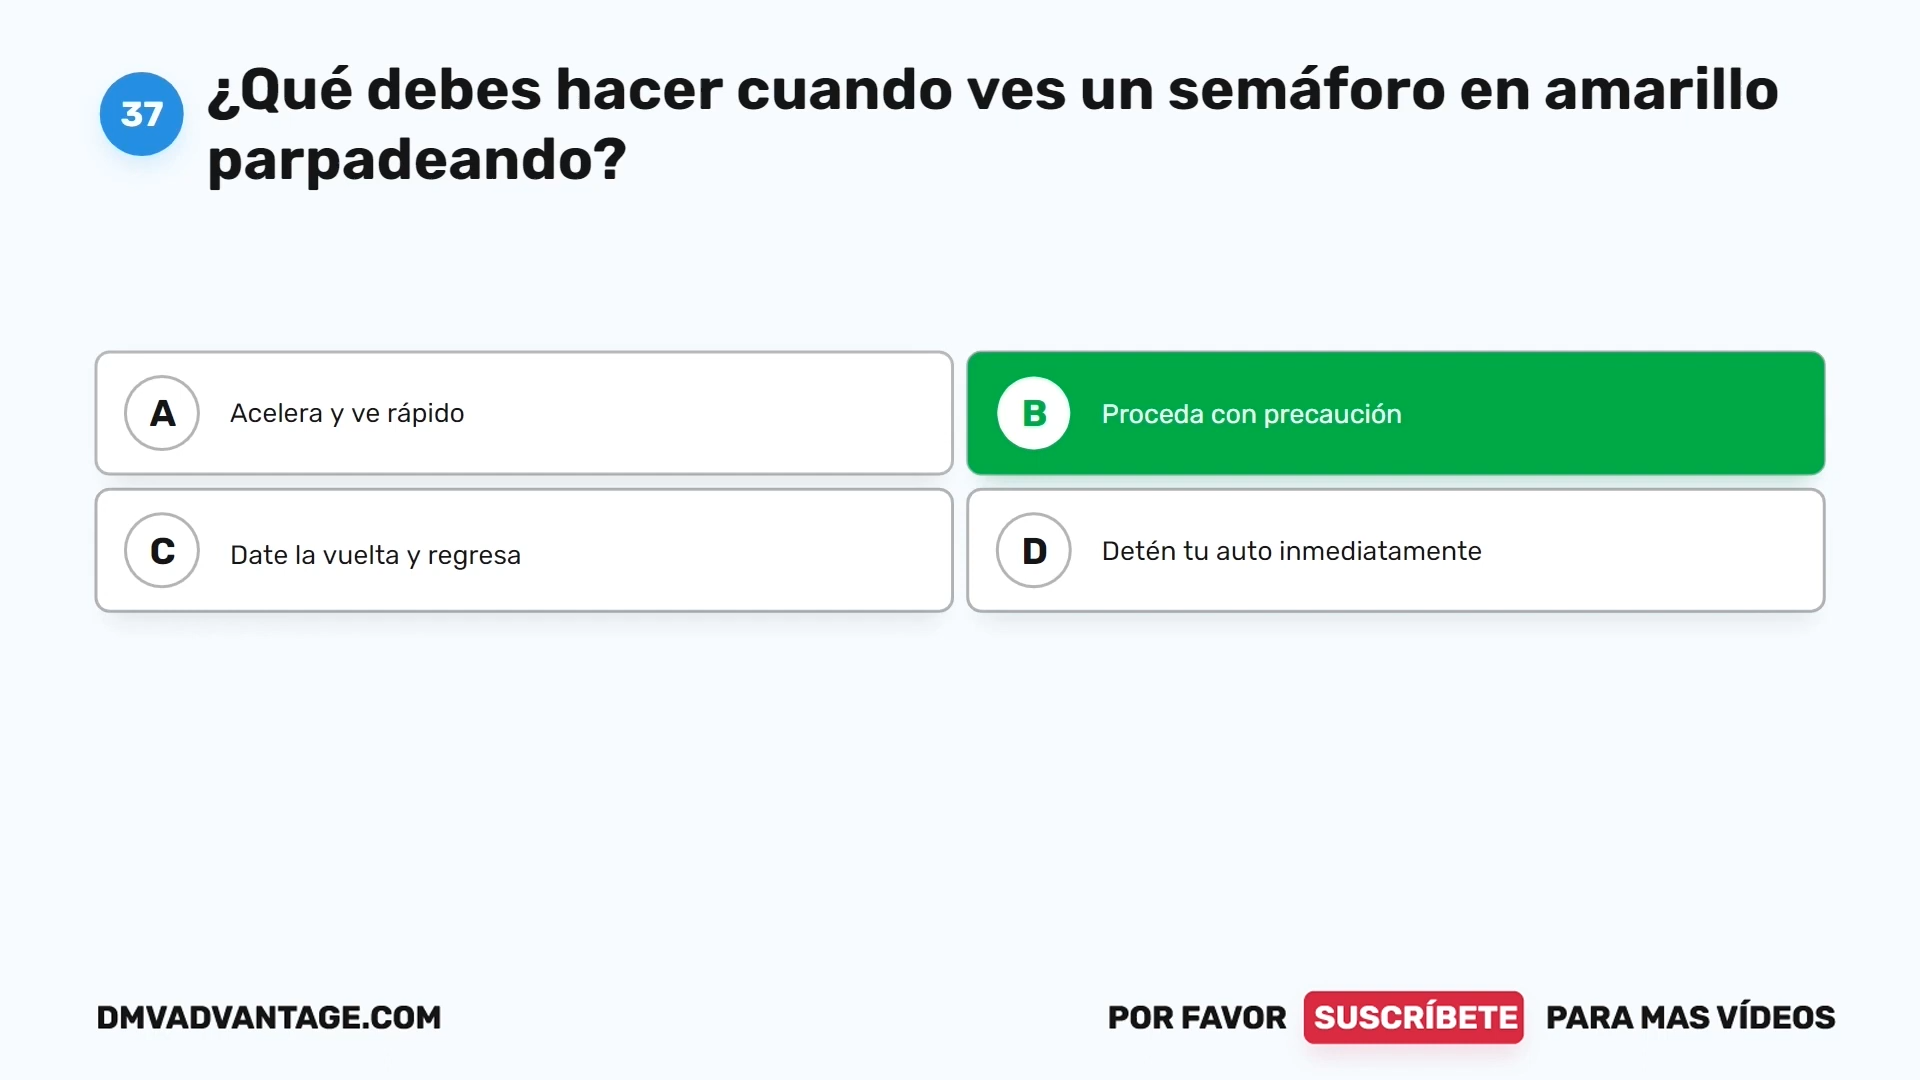 37
¿Qué debes hacer cuando ves un semáforo en amarillo
parpadeando?
A
Acelera y ve rápido
B
Proceda con precaución
C
Date la vuelta y regresa
D
Detén tu auto inmediatamente
DMVADVANTAGE.COM
POR FAVOR SUSCRÍBETE PARA MAS VÍDEOS